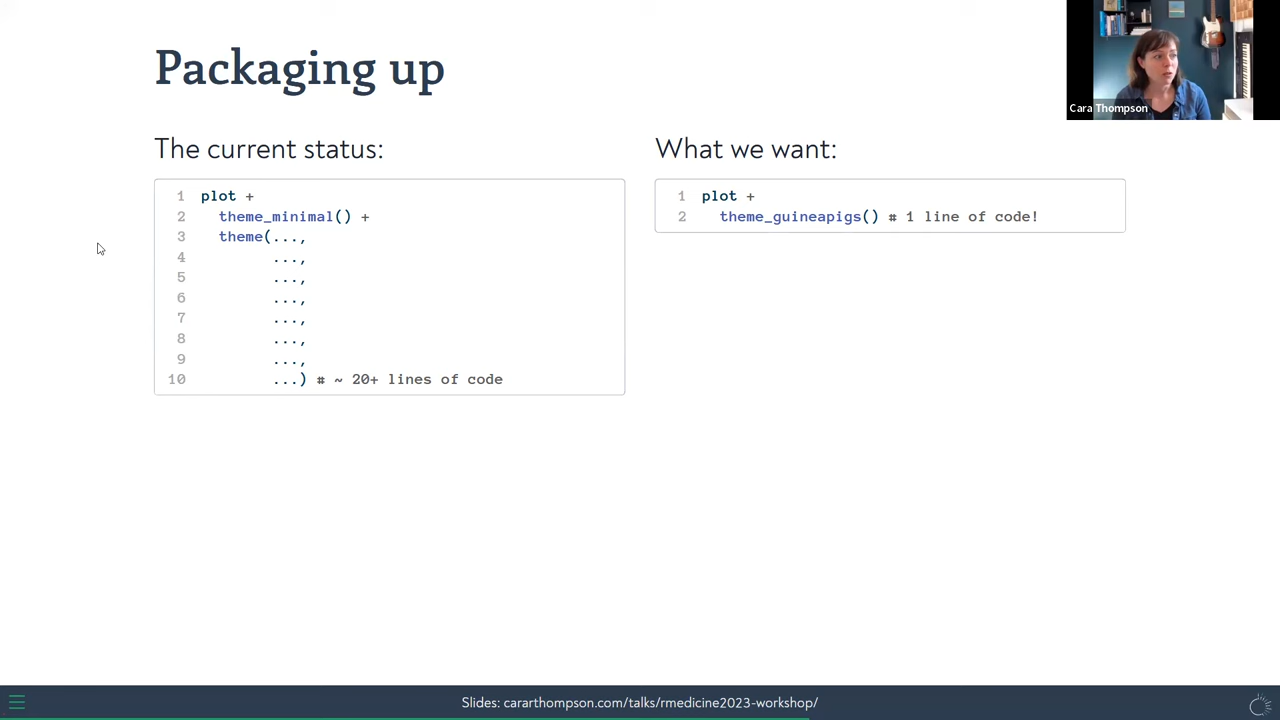 Packaging up
Cara Thompson
The current status:
1 plot +
2 theme_minimal() +
3 theme(...,
4 ...,
5 ...,
6 ...,
7 ...,
8 ...,
9 ...,
10 ...) # ~ 20+ lines of code
What we want:
1 plot +
2 theme_guineapigs() # 1 line of code!
Slides: cararthompson.com/talks/rmedicine2023-workshop/